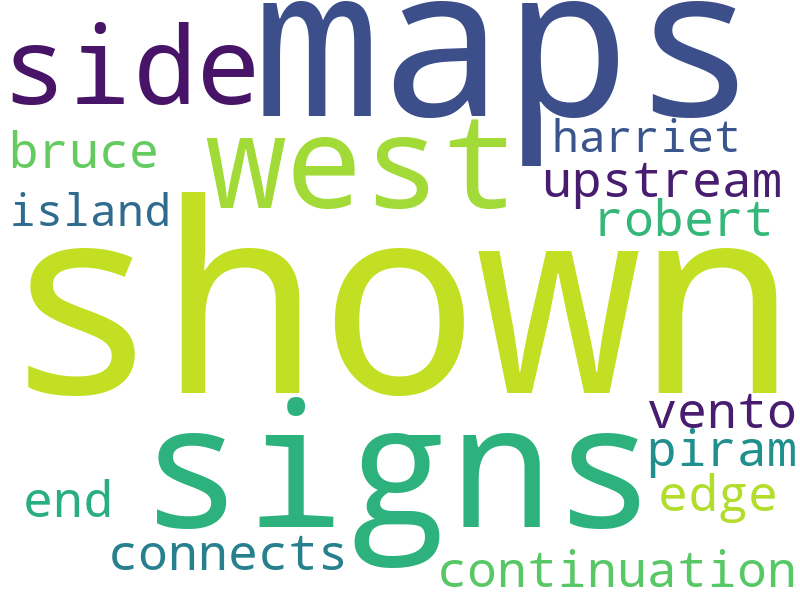 side maps
bruce west harriet
island upstream
robert
shown
signs vento
piram
end edge
connects continuation